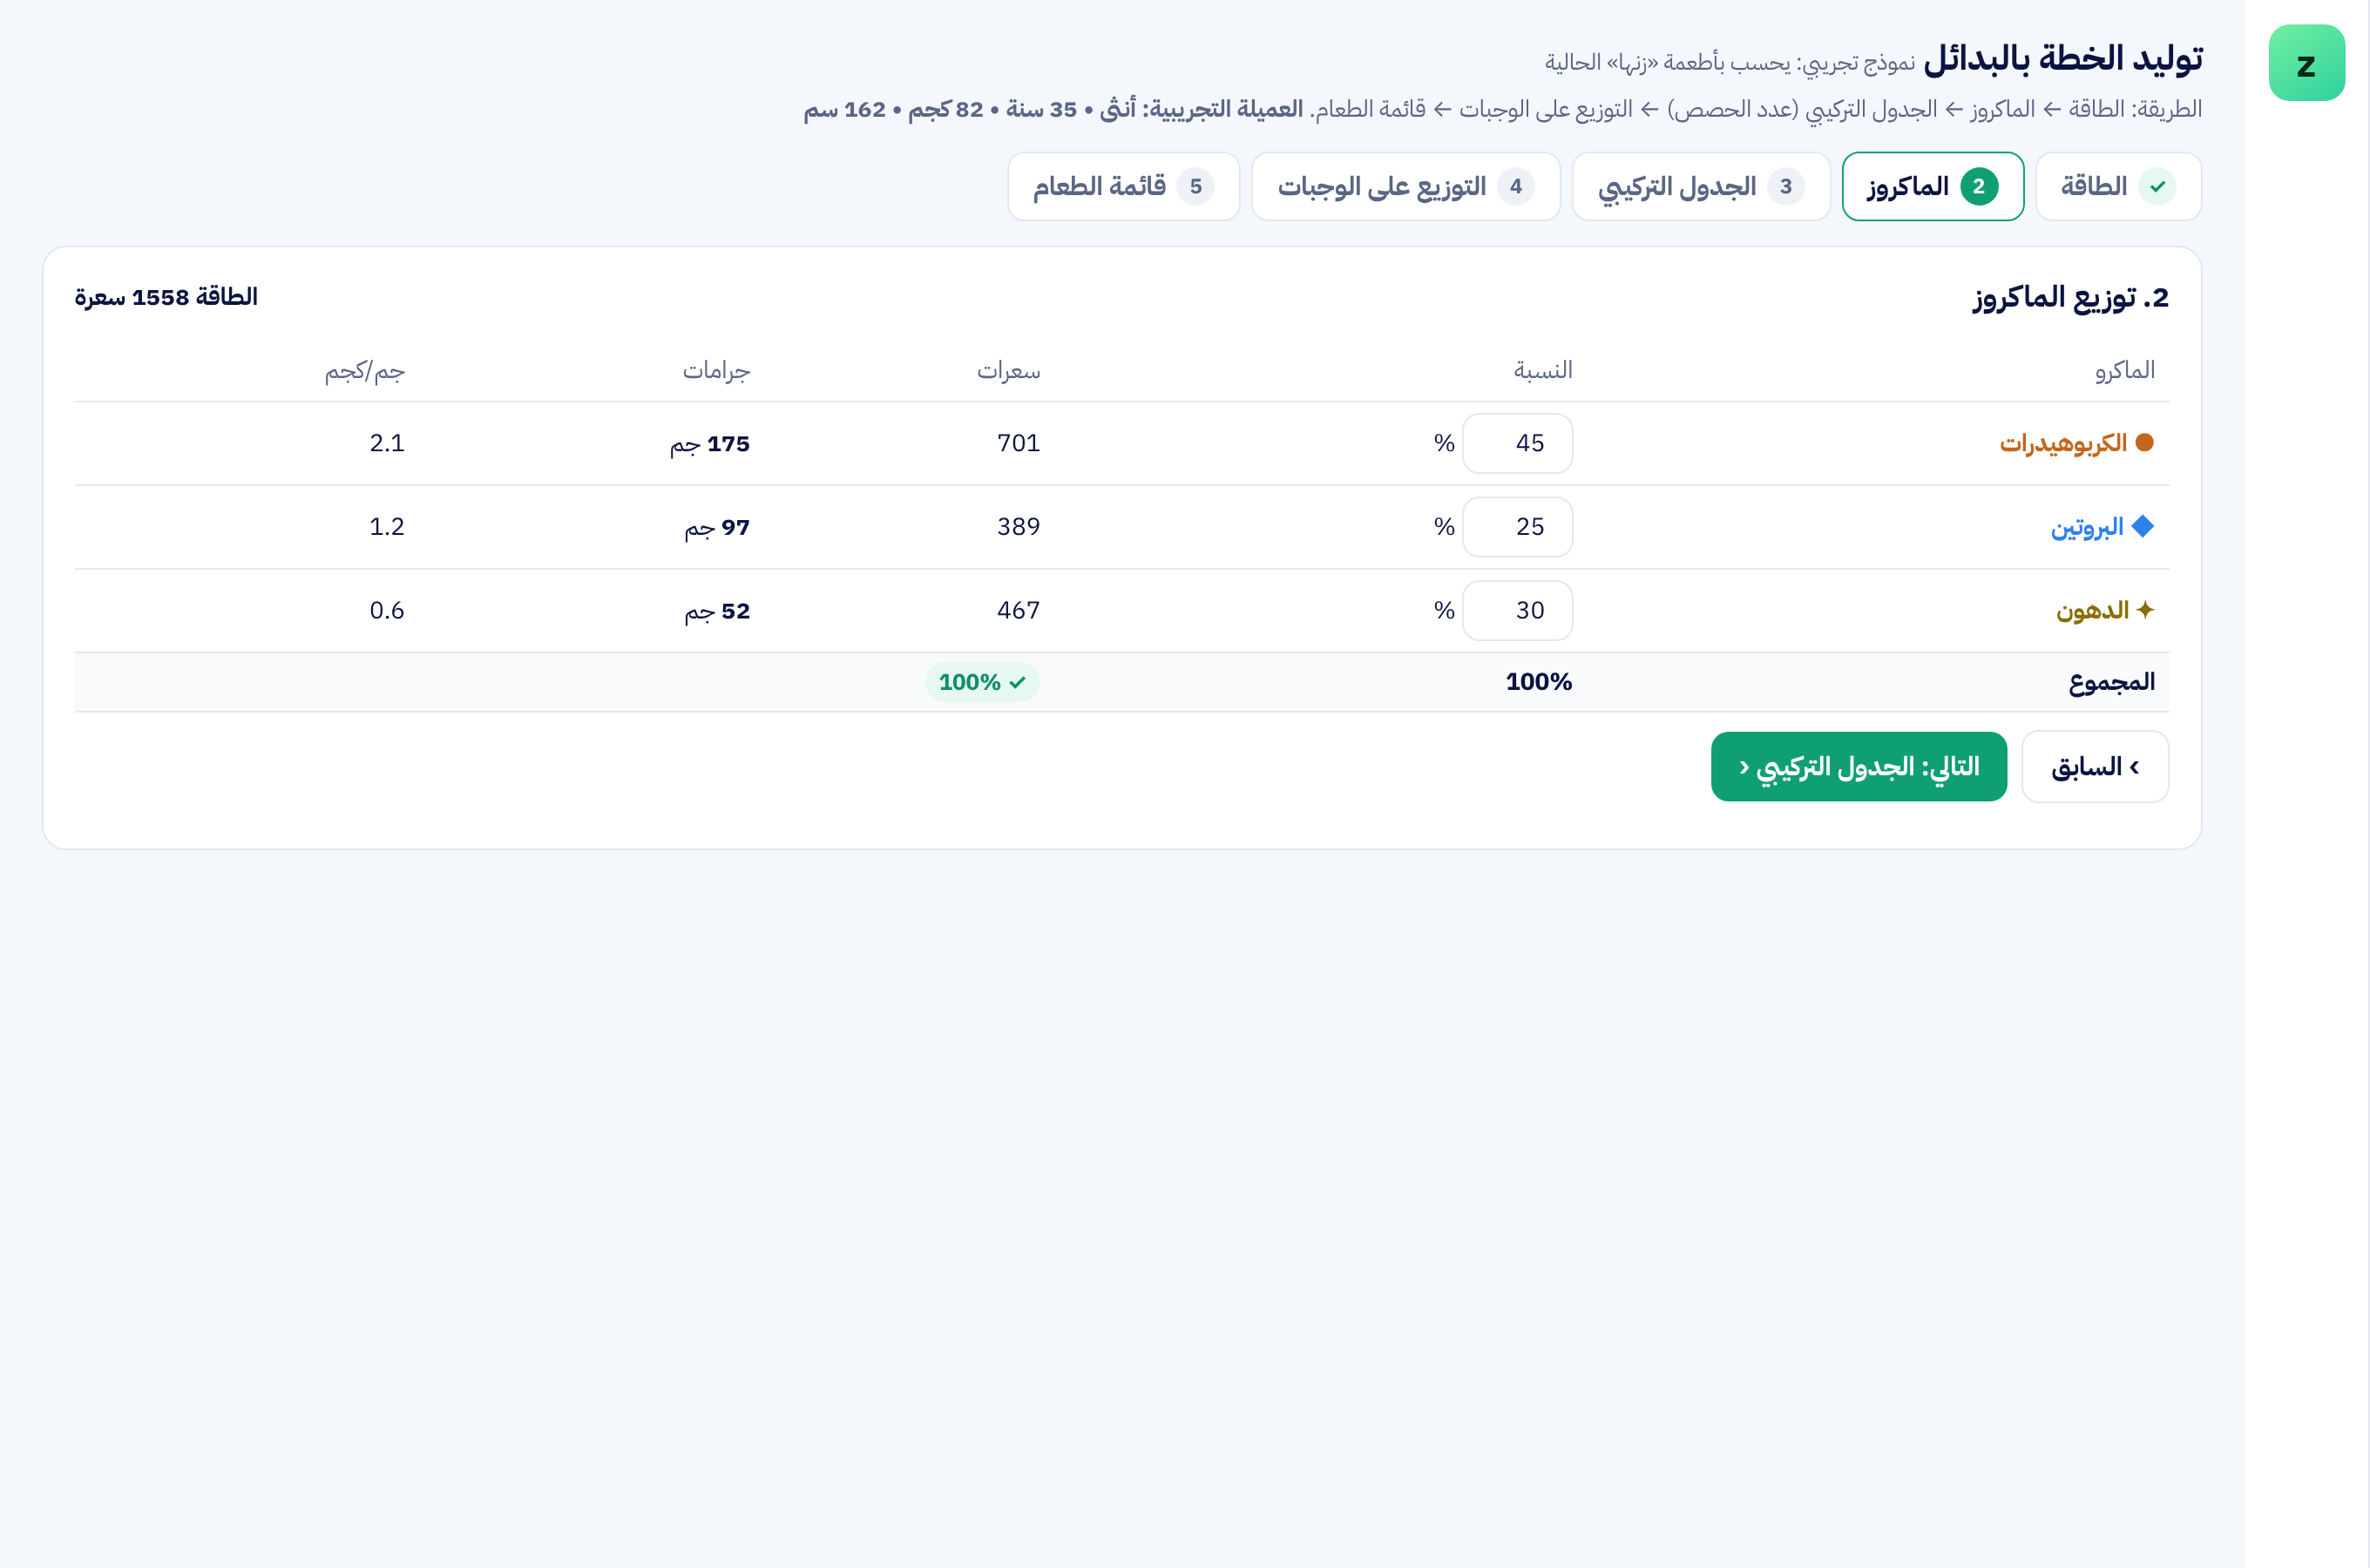 z
توليد الخطة بالبدائل نموذج تجريبي: يحسب بأطعمة «زنها» الحالية
الطريقة: الطاقة ← الماكروز ← الجدول التركيبي (عدد الحصص) ← التوزيع على الوجبات ← قائمة الطعام. العميلة التجريبية: أنثى • 35 سنة • 82 كجم • 162 سم
✓ الطاقة
2 الماكروز
3 الجدول التركيبي
4 التوزيع على الوجبات
5 قائمة الطعام
2. توزيع الماكروز
الطاقة 1558 سعرة
الماكرو النسبة سعرات جرامات جم/كجم
● الكربوهيدرات 45 % 701 175 جم 2.1
◆ البروتين 25 % 389 97 جم 1.2
✦ الدهون 30 % 467 52 جم 0.6
المجموع 100% ✓ 100%
› السابق
التالي: الجدول التركيبي ‹